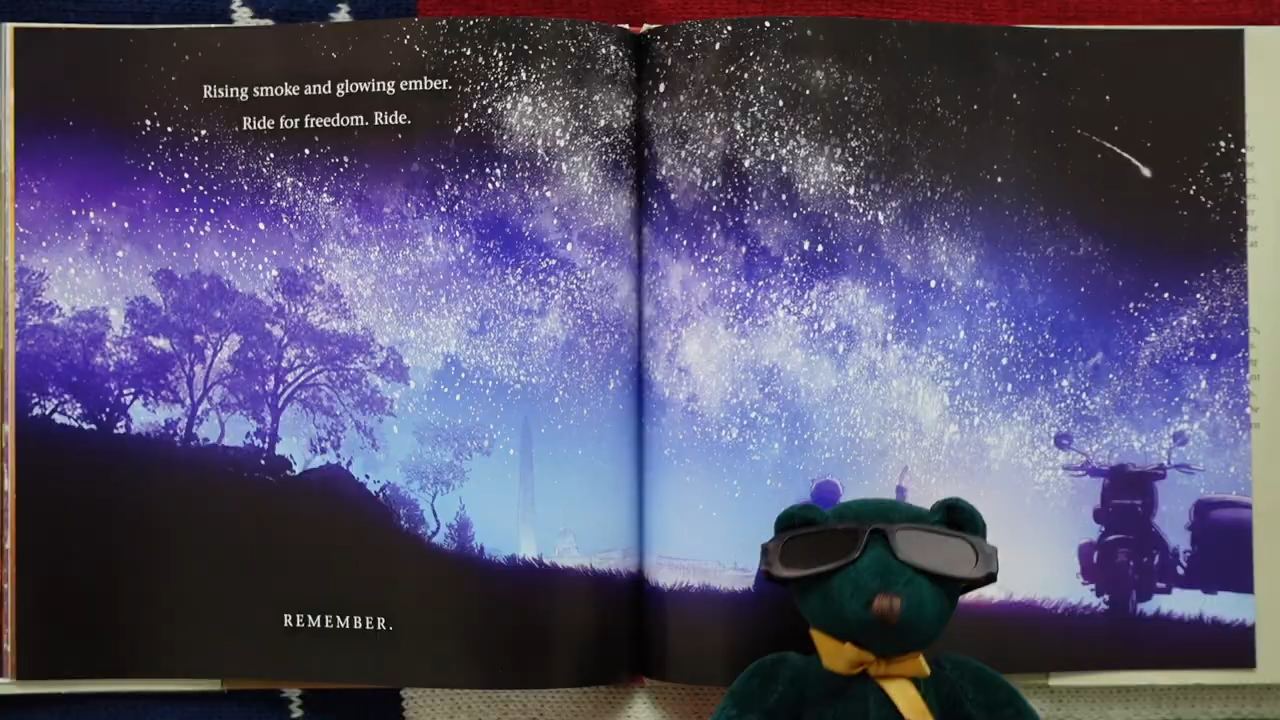 Rising smoke and glowing ember.
Ride for freedom. Ride.
REMEMBER.